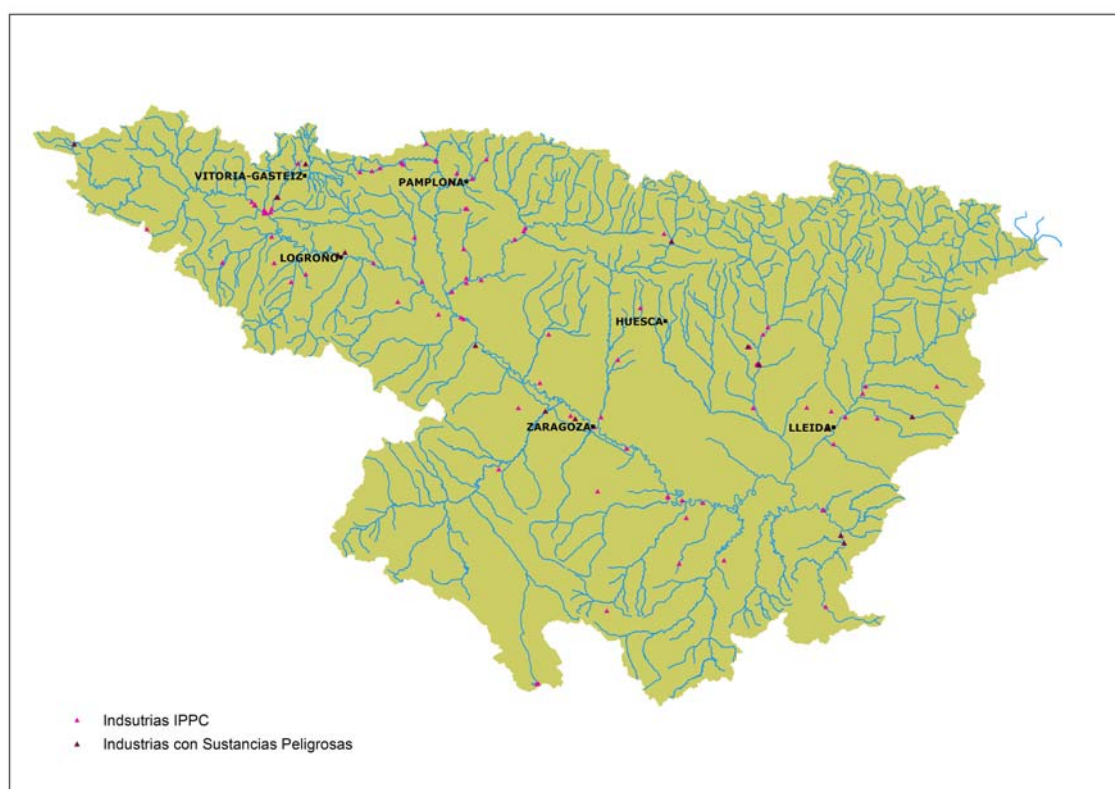 VITORIA-GASTEIZ
PAMPLONA
LOGROÑO
HUESCA
ZARAGOZA
LLEIDA
Indsutrias IPPC
Industrias con Sustancias Peligrosas